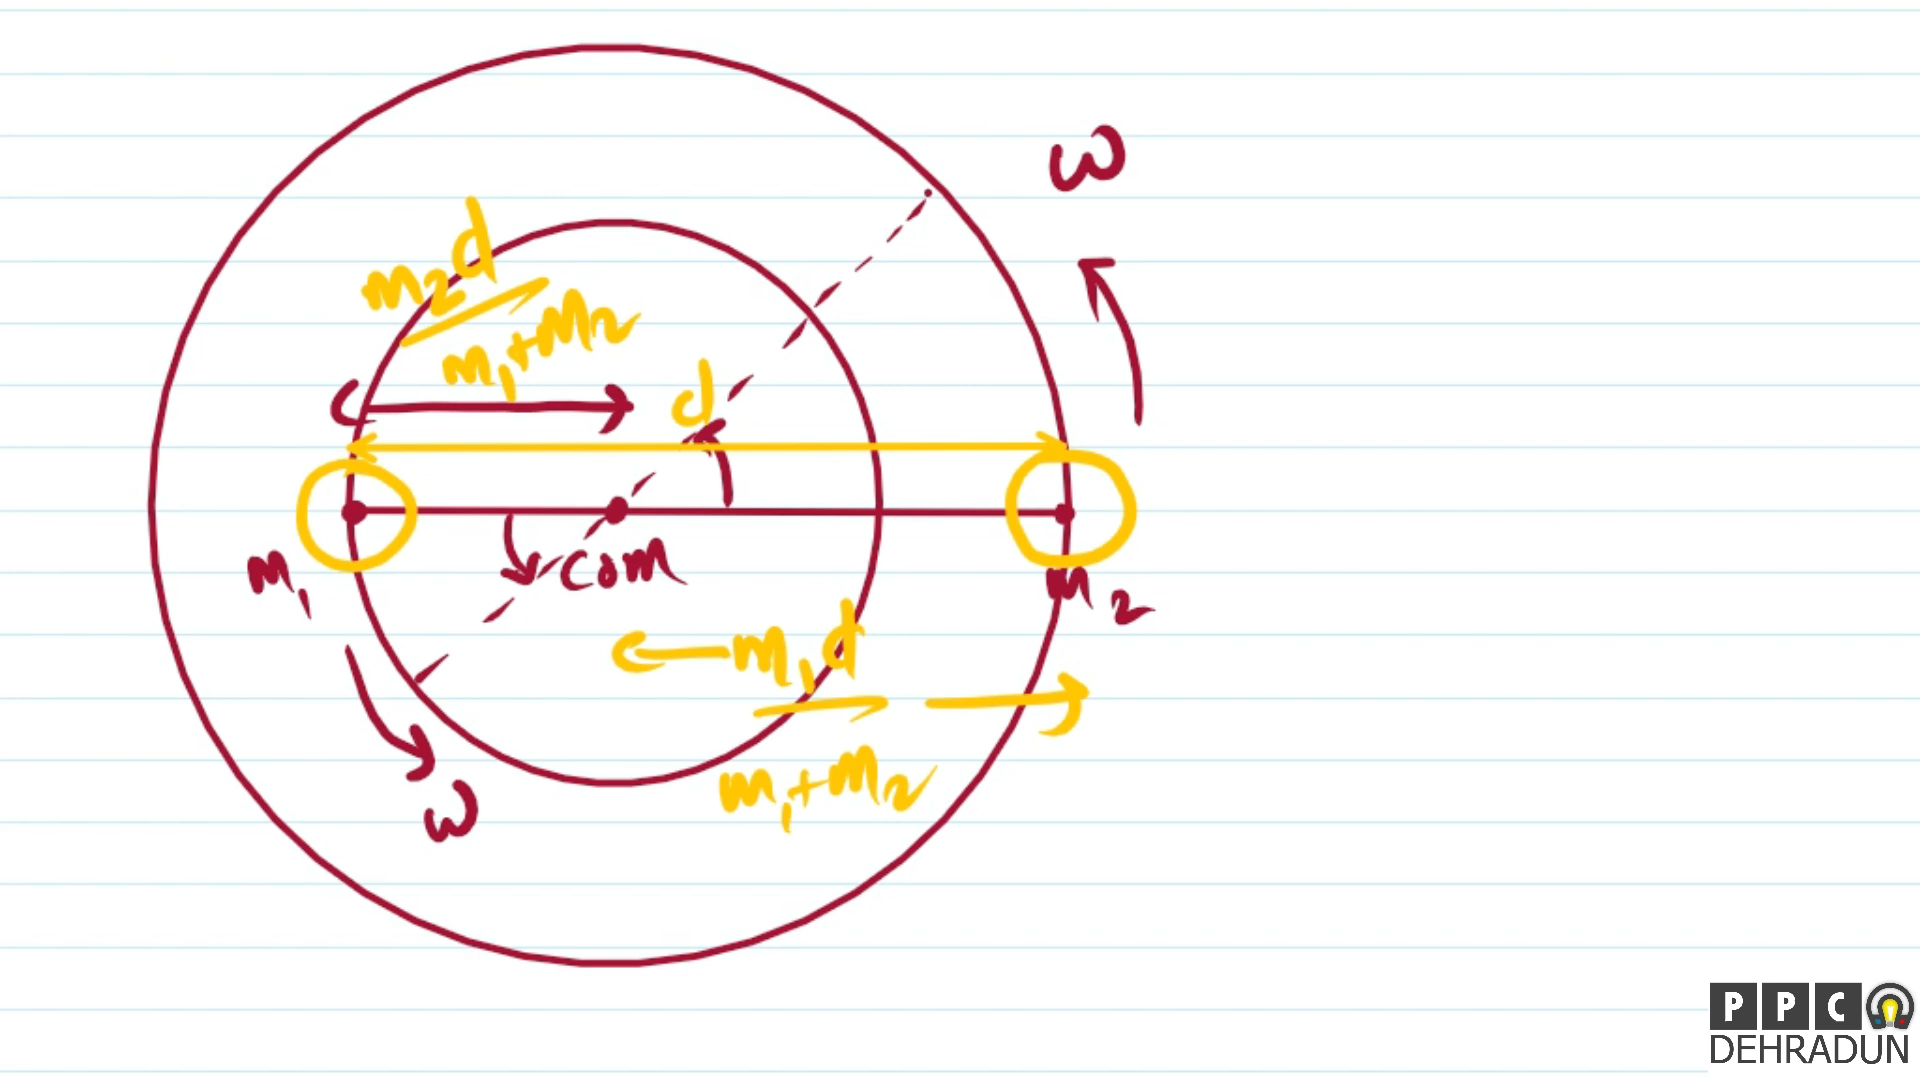 ω
m₂d
m₁+m₂
d
m₁
com
m₂
m₁d
m₁+m₂
ω
PPC
DEHRADUN